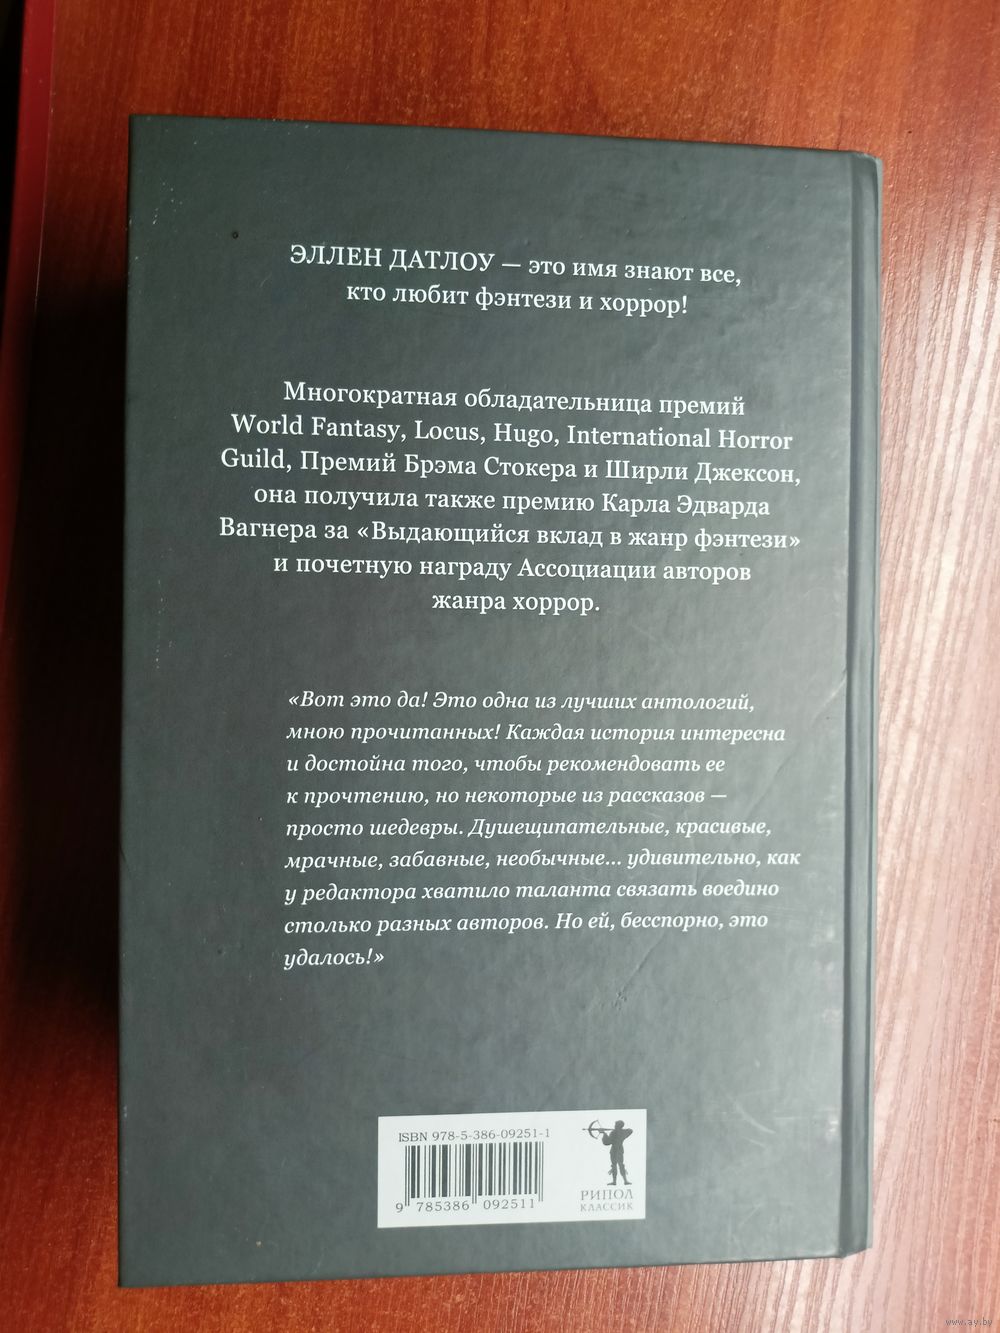 ЭЛЛЕН ДАТЛОУ — это имя знают все,
кто любит фэнтези и хоррор!
Многократная обладательница премий
World Fantasy, Locus, Hugo, International Horror
Guild, Премий Брэма Стокера и Ширли Джексон,
она получила также премию Карла Эдварда
Вагнера за «Выдающийся вклад в жанр фэнтези»
и почетную награду Ассоциации авторов
жанра хоррор.
«Вот это да! Это одна из лучших антологий,
мною прочитанных! Каждая история интересна
и достойна того, чтобы рекомендовать ее
к прочтению, но некоторые из рассказов —
просто шедевры. Душещипательные, красивые,
мрачные, забавные, необычные... удивительно, как
у редактора хватило таланта связать воедино
столько разных авторов. Но ей, бесспорно, это
удалось!»
ISBN 978-5-386-09251-1
9 785386 092511
РИПОЛ
КЛАССИК
www.ay.by